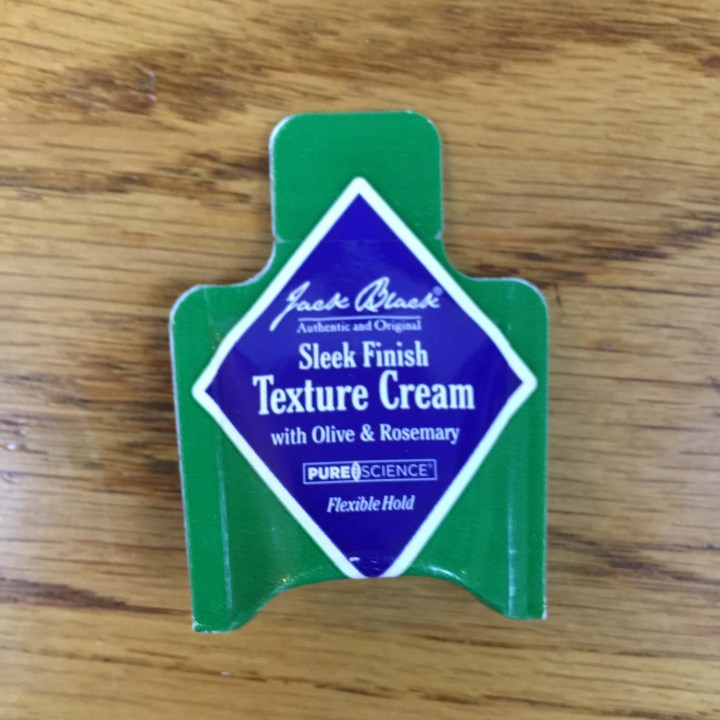 Jack Black®
Authentic and Original
Sleek Finish
Texture Cream
with Olive & Rosemary
PURE SCIENCE®
Flexible Hold